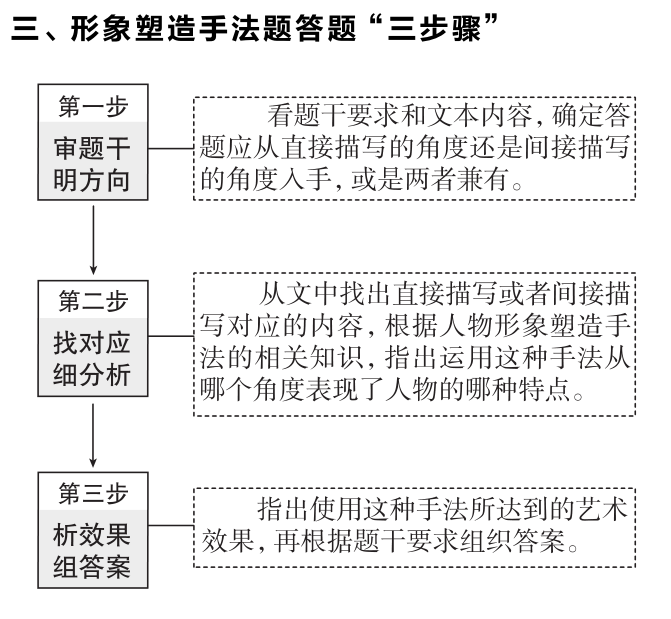 三、形象塑造手法题答题“三步骤”
第一步
审题干
明方向
看题干要求和文本内容，确定答
题应从直接描写的角度还是间接描写
的角度入手，或是两者兼有。
第二步
找对应
细分析
从文中找出直接描写或者间接描
写对应的内容，根据人物形象塑造手
法的相关知识，指出运用这种手法从
哪个角度表现了人物的哪种特点。
第三步
析效果
组答案
指出使用这种手法所达到的艺术
效果，再根据题干要求组织答案。